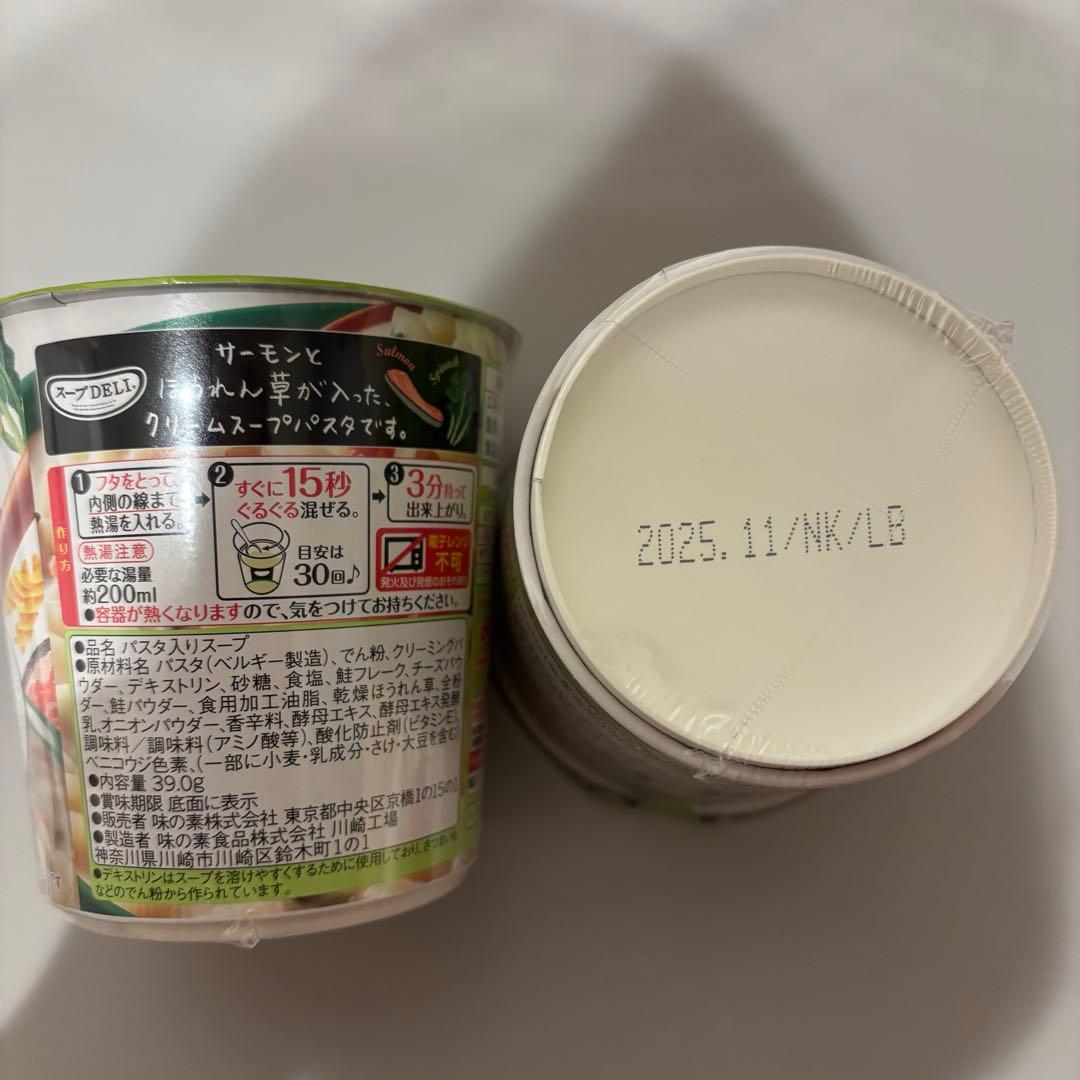 サーモンと
ほうれん草が入った、
クリームスープパスタです。
Salmon
Spinach
スープDELI
作り方
1 フタをとって、
内側の線まで
熱湯を入れる。
熱湯注意
必要な湯量
約200ml
2 すぐに15秒
ぐるぐる混ぜる。
目安は
30回♪
3 3分待って
出来上がり。
電子レンジ
不可
発火及び発煙のおそれ
●容器が熱くなりますので、気をつけてお持ちください。
●品名 パスタ入りスープ
●原材料名 パスタ(ベルギー製造)、でん粉、クリーミングパ
ウダー、デキストリン、砂糖、食塩、鮭フレーク、チーズパウ
ダー、鮭パウダー、食用加工油脂、乾燥ほうれん草、全粉
乳、オニオンパウダー、香辛料、酵母エキス、酵母エキス発酵
調味料/調味料(アミノ酸等)、酸化防止剤(ビタミンE)、
ベニコウジ色素、(一部に小麦・乳成分・さけ・大豆を含む)
●内容量 39.0g
●賞味期限 底面に表示
●販売者 味の素株式会社 東京都中央区京橋1の15の1
●製造者 味の素食品株式会社 川崎工場
神奈川県川崎市川崎区鈴木町1の1
●デキストリンはスープを溶けやすくするために使用しており、さつまいも
などのでん粉から作られています。
2025.11/NK/LB